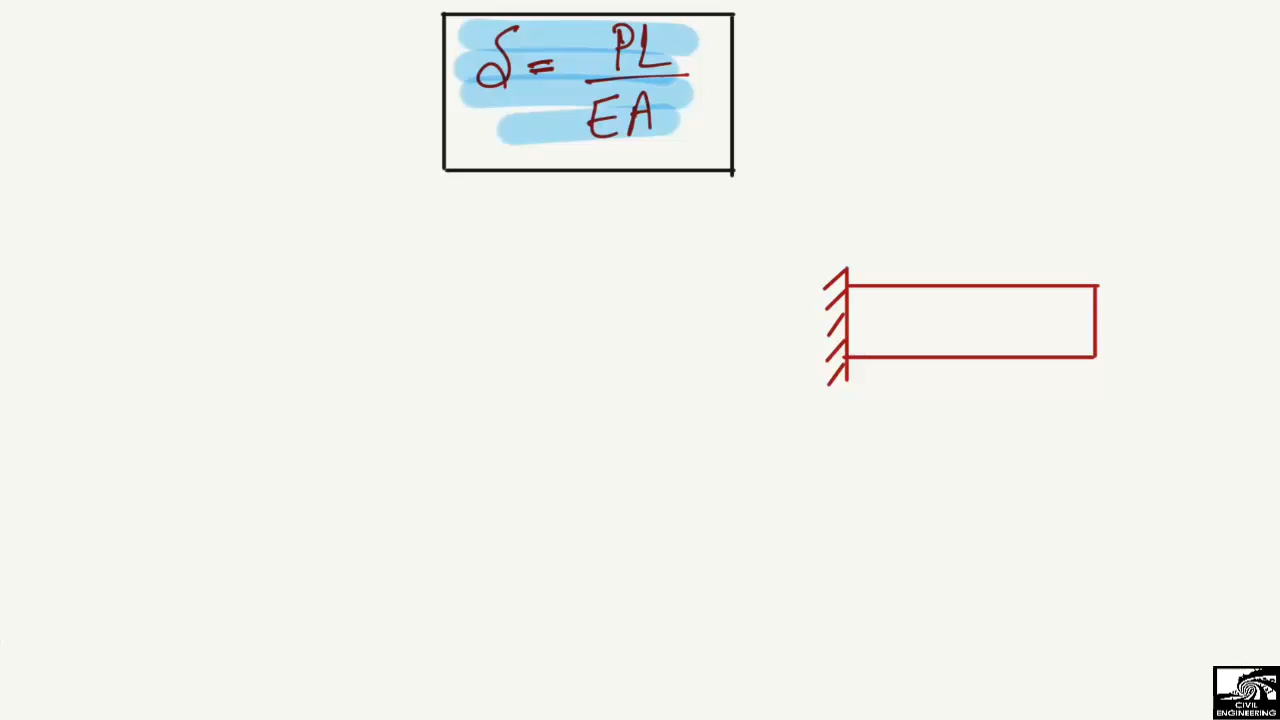 δ = PL / EA
CIVIL
ENGINEERING